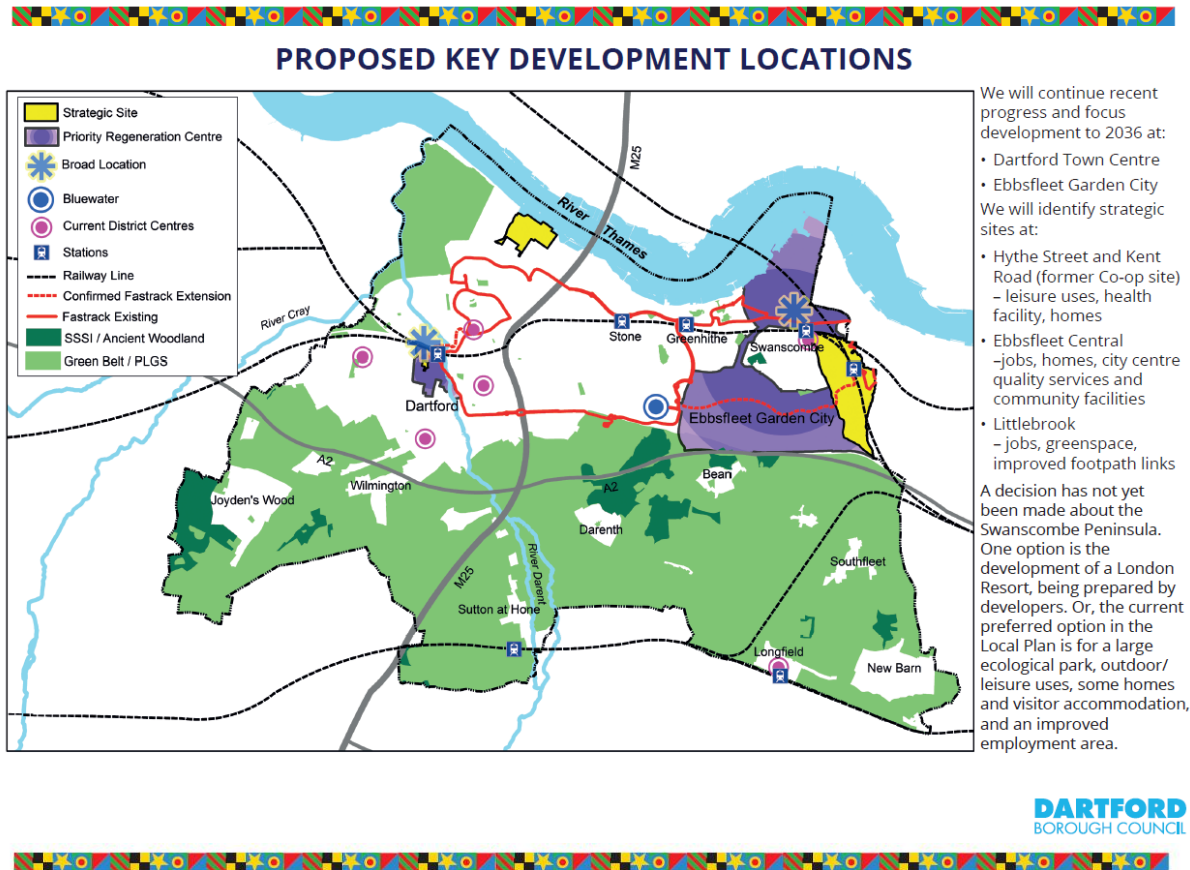 PROPOSED KEY DEVELOPMENT LOCATIONS
Strategic Site
Priority Regeneration Centre
Broad Location
Bluewater
Current District Centres
Stations
Railway Line
Confirmed Fastrack Extension
Fastrack Existing
SSSI / Ancient Woodland
Green Belt / PLGS
M25
River
Thames
River Cray
Stone
Greenhithe
Swanscombe
Dartford
Ebbsfleet Garden City
A2
Joyden's Wood
Wilmington
A2
Bean
Darenth
River Darent
M25
Southfleet
Sutton at Hone
Longfield
New Barn
We will continue recent
progress and focus
development to 2036 at:
• Dartford Town Centre
• Ebbsfleet Garden City
We will identify strategic
sites at:
• Hythe Street and Kent
Road (former Co-op site)
– leisure uses, health
facility, homes
• Ebbsfleet Central
–jobs, homes, city centre
quality services and
community facilities
• Littlebrook
– jobs, greenspace,
improved footpath links
A decision has not yet
been made about the
Swanscombe Peninsula.
One option is the
development of a London
Resort, being prepared by
developers. Or, the current
preferred option in the
Local Plan is for a large
ecological park, outdoor/
leisure uses, some homes
and visitor accommodation,
and an improved
employment area.
DARTFORD
BOROUGH COUNCIL